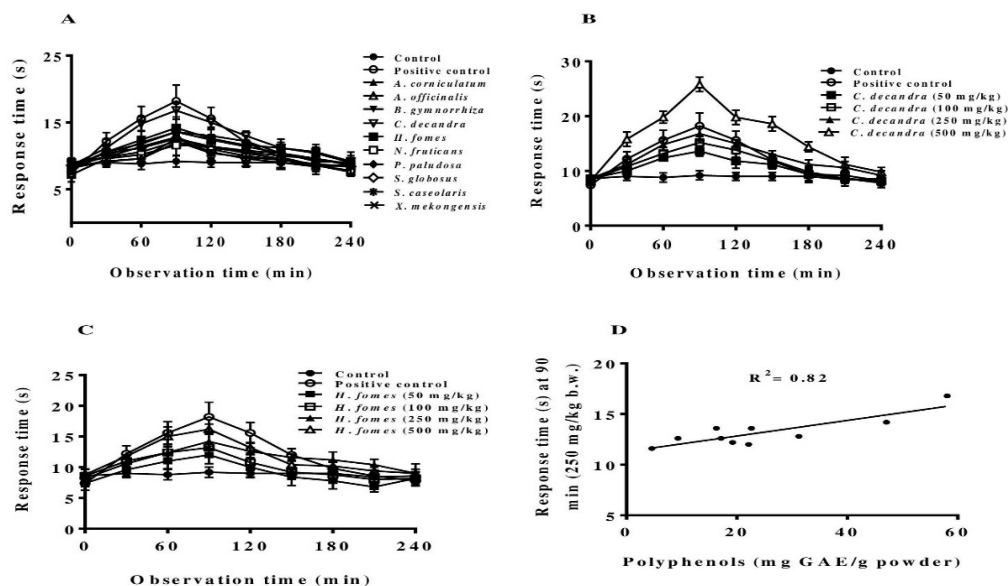 A
Response time (s)
25
15
5
0
60
120
180
240
Observation time (min)
Control
Positive control
A. corniculatum
A. officinalis
B. gymnorrhiza
C. decandra
H. fomes
N. fruticans
P. paludosa
S. globosus
S. caseolaris
X. mekongensis
B
Response time (s)
30
20
10
0
0
60
120
180
240
Observation time (min)
Control
Positive control
C. decandra (50 mg/kg)
C. decandra (100 mg/kg)
C. decandra (250 mg/kg)
C. decandra (500 mg/kg)
C
Response time (s)
25
20
15
10
5
0
60
120
180
240
Observation time (min)
Control
Positive control
H. fomes (50 mg/kg)
H. fomes (100 mg/kg)
H. fomes (250 mg/kg)
H. fomes (500 mg/kg)
D
Response time (s) at 90
min (250 mg/kg b.w.)
20
15
10
5
0
20
40
60
R²= 0.82
Polyphenols (mg GAE/g powder)